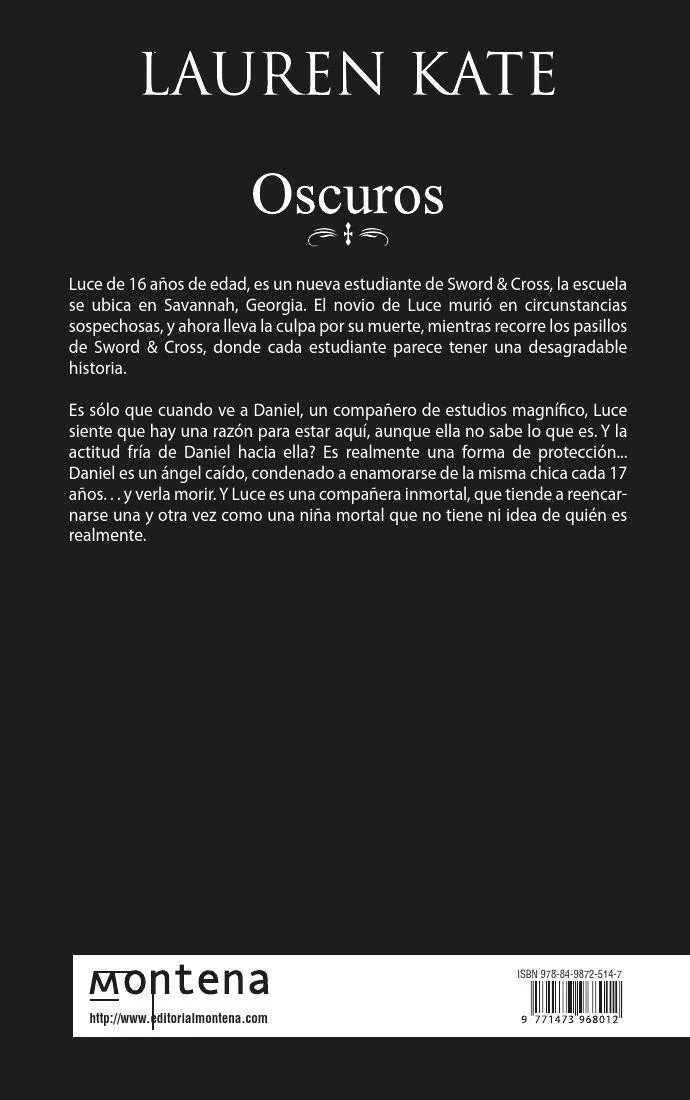 LAUREN KATE
Oscuros
Luce de 16 años de edad, es un nueva estudiante de Sword & Cross, la escuela
se ubica en Savannah, Georgia. El novio de Luce murió en circunstancias
sospechosas, y ahora lleva la culpa por su muerte, mientras recorre los pasillos
de Sword & Cross, donde cada estudiante parece tener una desagradable
historia.
Es sólo que cuando ve a Daniel, un compañero de estudios magnífico, Luce
siente que hay una razón para estar aquí, aunque ella no sabe lo que es. Y la
actitud fría de Daniel hacia ella? Es realmente una forma de protección...
Daniel es un ángel caído, condenado a enamorarse de la misma chica cada 17
años. . . y verla morir. Y Luce es una compañera inmortal, que tiende a reencar-
narse una y otra vez como una niña mortal que no tiene ni idea de quién es
realmente.
montena
http://www.editorialmontena.com
ISBN 978-84-9872-514-7
9 771473 968012